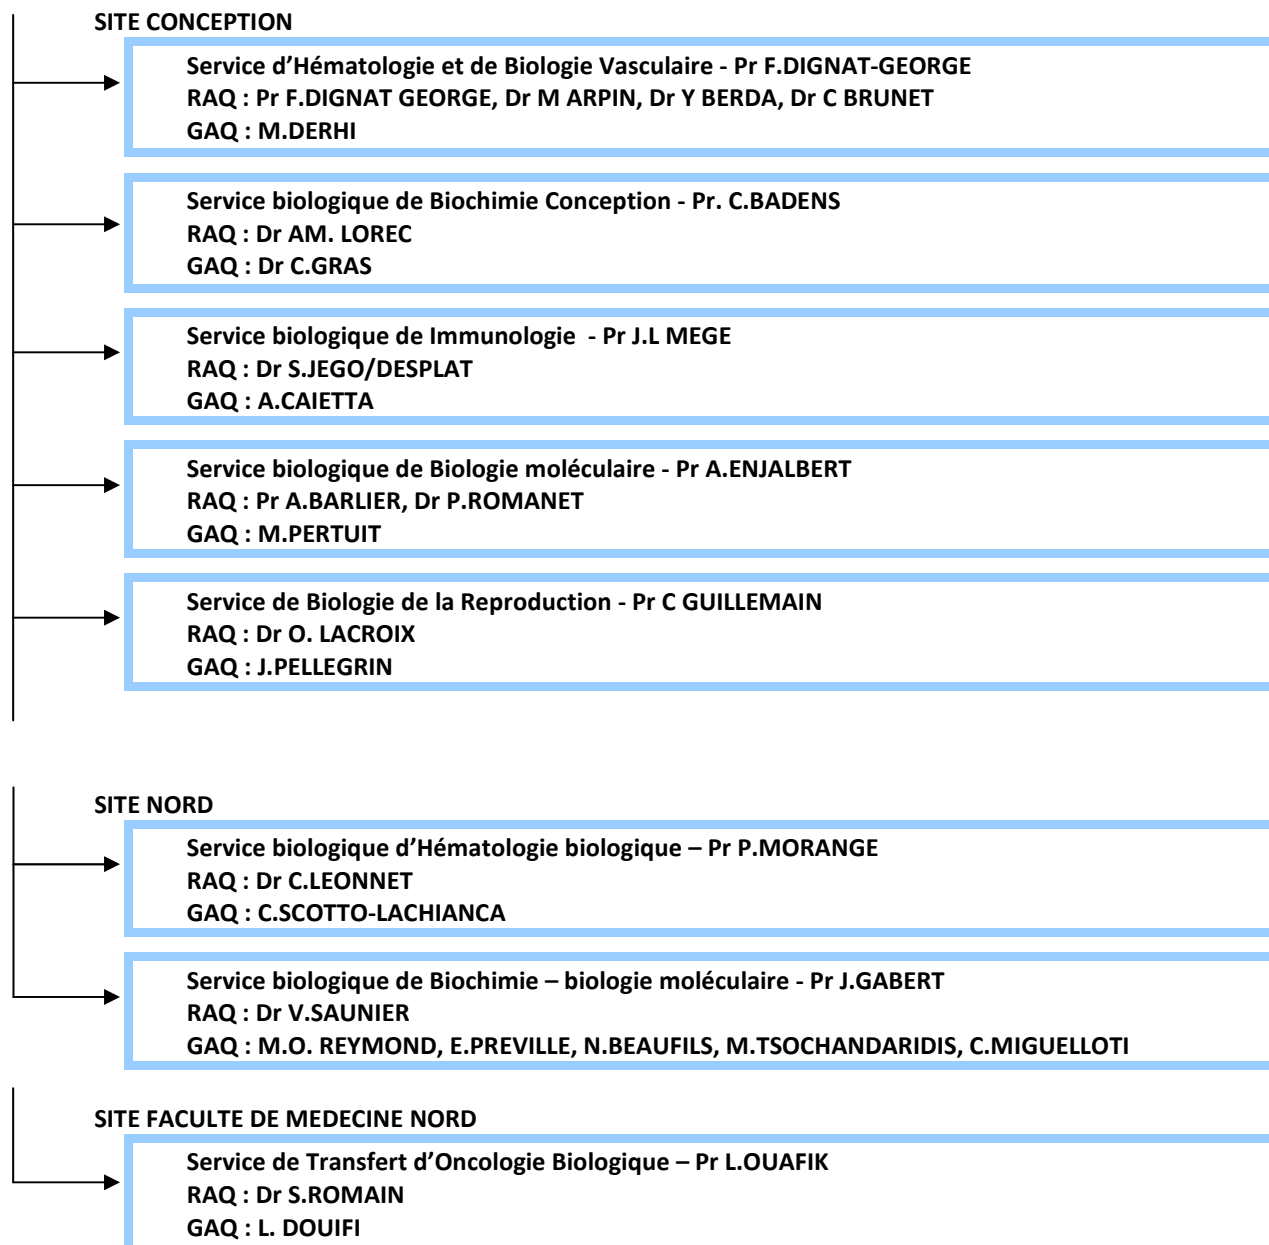 SITE CONCEPTION
Service d’Hématologie et de Biologie Vasculaire - Pr F.DIGNAT-GEORGE
RAQ : Pr F.DIGNAT GEORGE, Dr M ARPIN, Dr Y BERDA, Dr C BRUNET
GAQ : M.DERHI
Service biologique de Biochimie Conception - Pr. C.BADENS
RAQ : Dr AM. LOREC
GAQ : Dr C.GRAS
Service biologique de Immunologie - Pr J.L MEGE
RAQ : Dr S.JEGO/DESPLAT
GAQ : A.CAIETTA
Service biologique de Biologie moléculaire - Pr A.ENJALBERT
RAQ : Pr A.BARLIER, Dr P.ROMANET
GAQ : M.PERTUIT
Service de Biologie de la Reproduction - Pr C GUILLEMAIN
RAQ : Dr O. LACROIX
GAQ : J.PELLEGRIN
SITE NORD
Service biologique d’Hématologie biologique – Pr P.MORANGE
RAQ : Dr C.LEONNET
GAQ : C.SCOTTO-LACHIANCA
Service biologique de Biochimie – biologie moléculaire - Pr J.GABERT
RAQ : Dr V.SAUNIER
GAQ : M.O. REYMOND, E.PREVILLE, N.BEAUFILS, M.TSOCHANDARIDIS, C.MIGUELLOTI
SITE FACULTE DE MEDECINE NORD
Service de Transfert d’Oncologie Biologique – Pr L.OUAFIK
RAQ : Dr S.ROMAIN
GAQ : L. DOUIFI